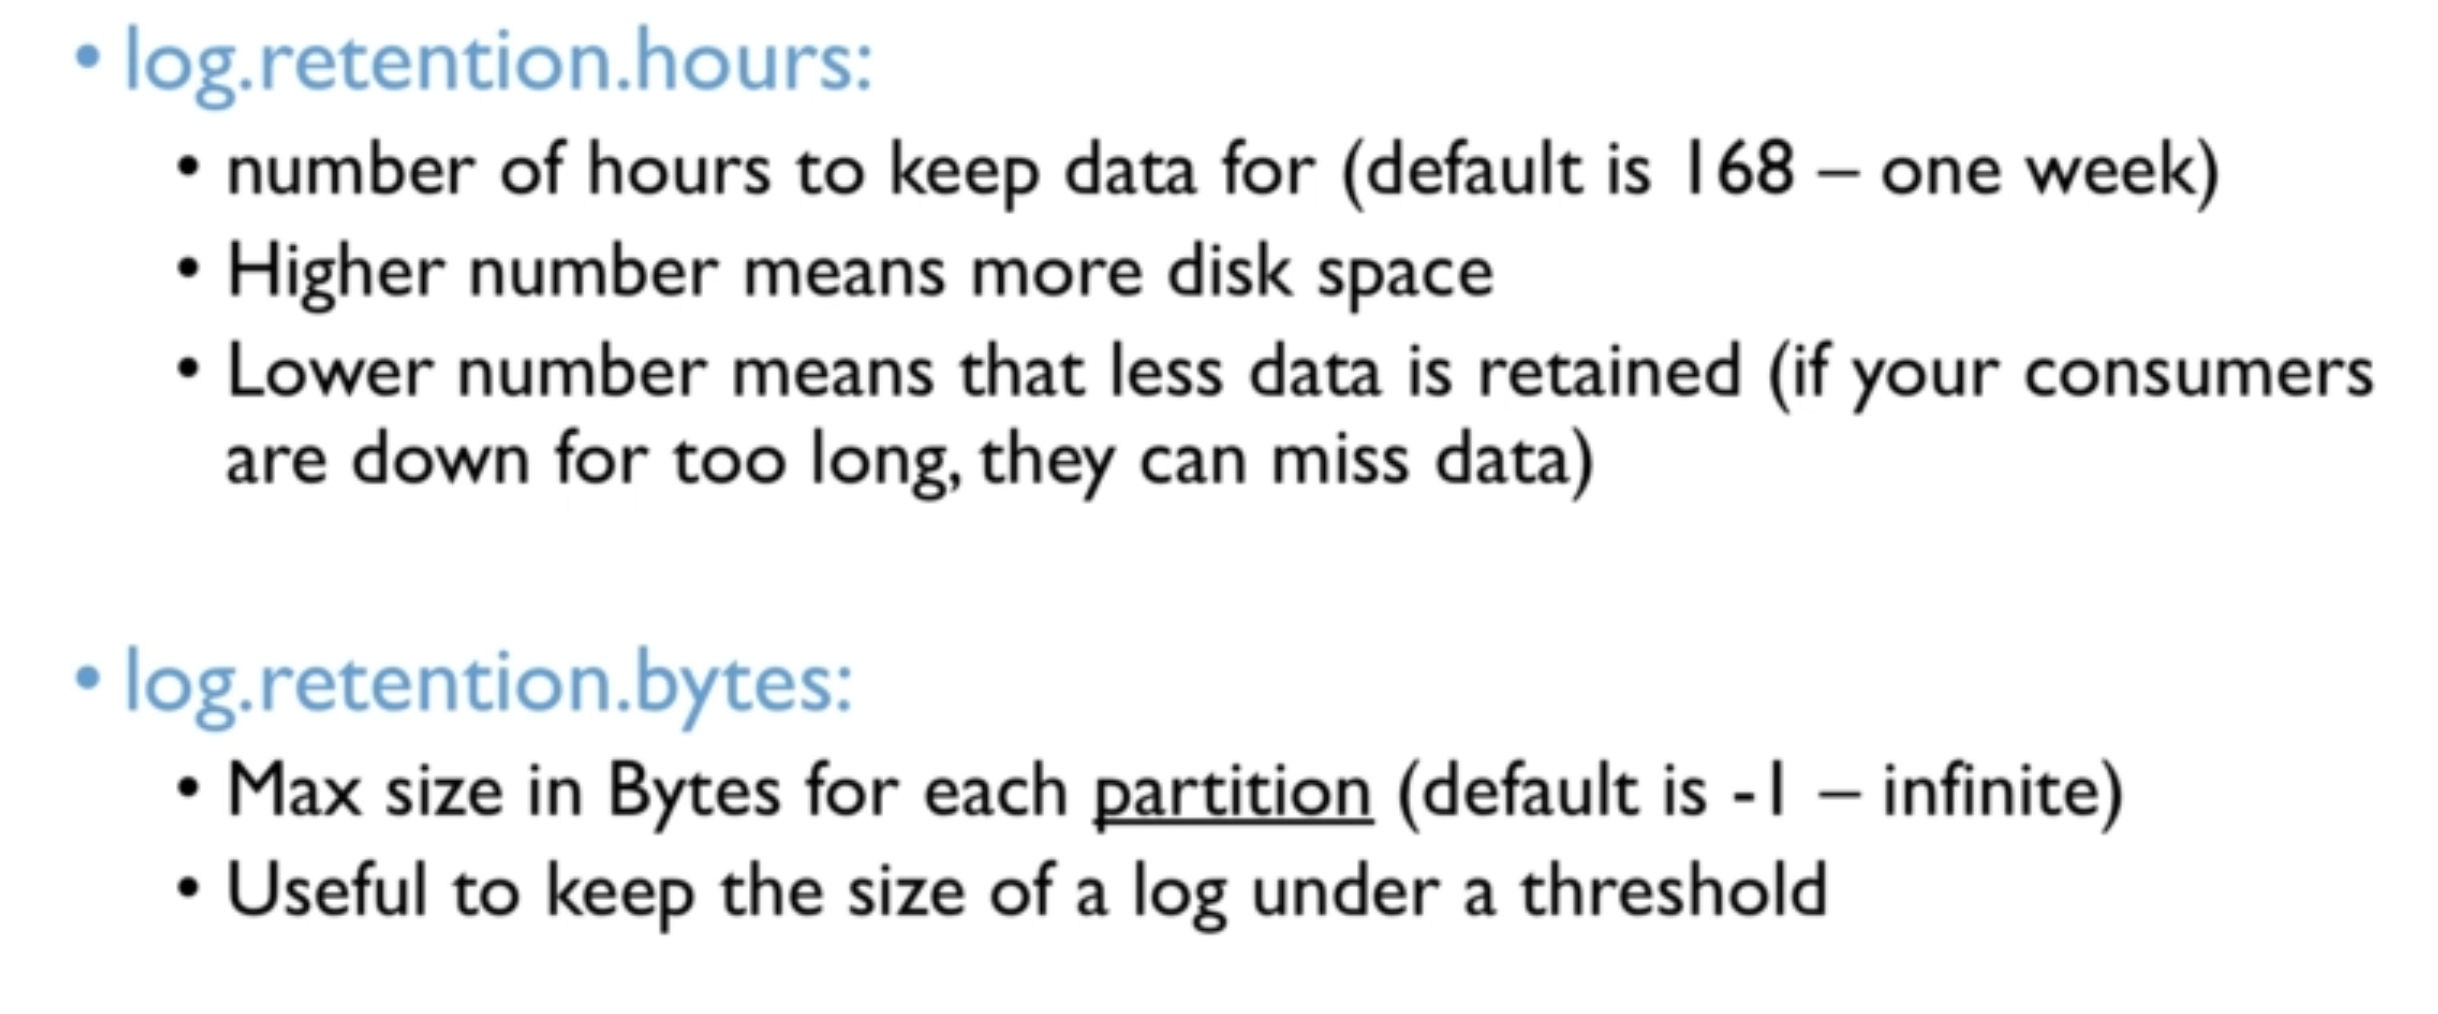 • log.retention.hours:
• number of hours to keep data for (default is 168 – one week)
• Higher number means more disk space
• Lower number means that less data is retained (if your consumers
are down for too long, they can miss data)
• log.retention.bytes:
• Max size in Bytes for each partition (default is -1 – infinite)
• Useful to keep the size of a log under a threshold